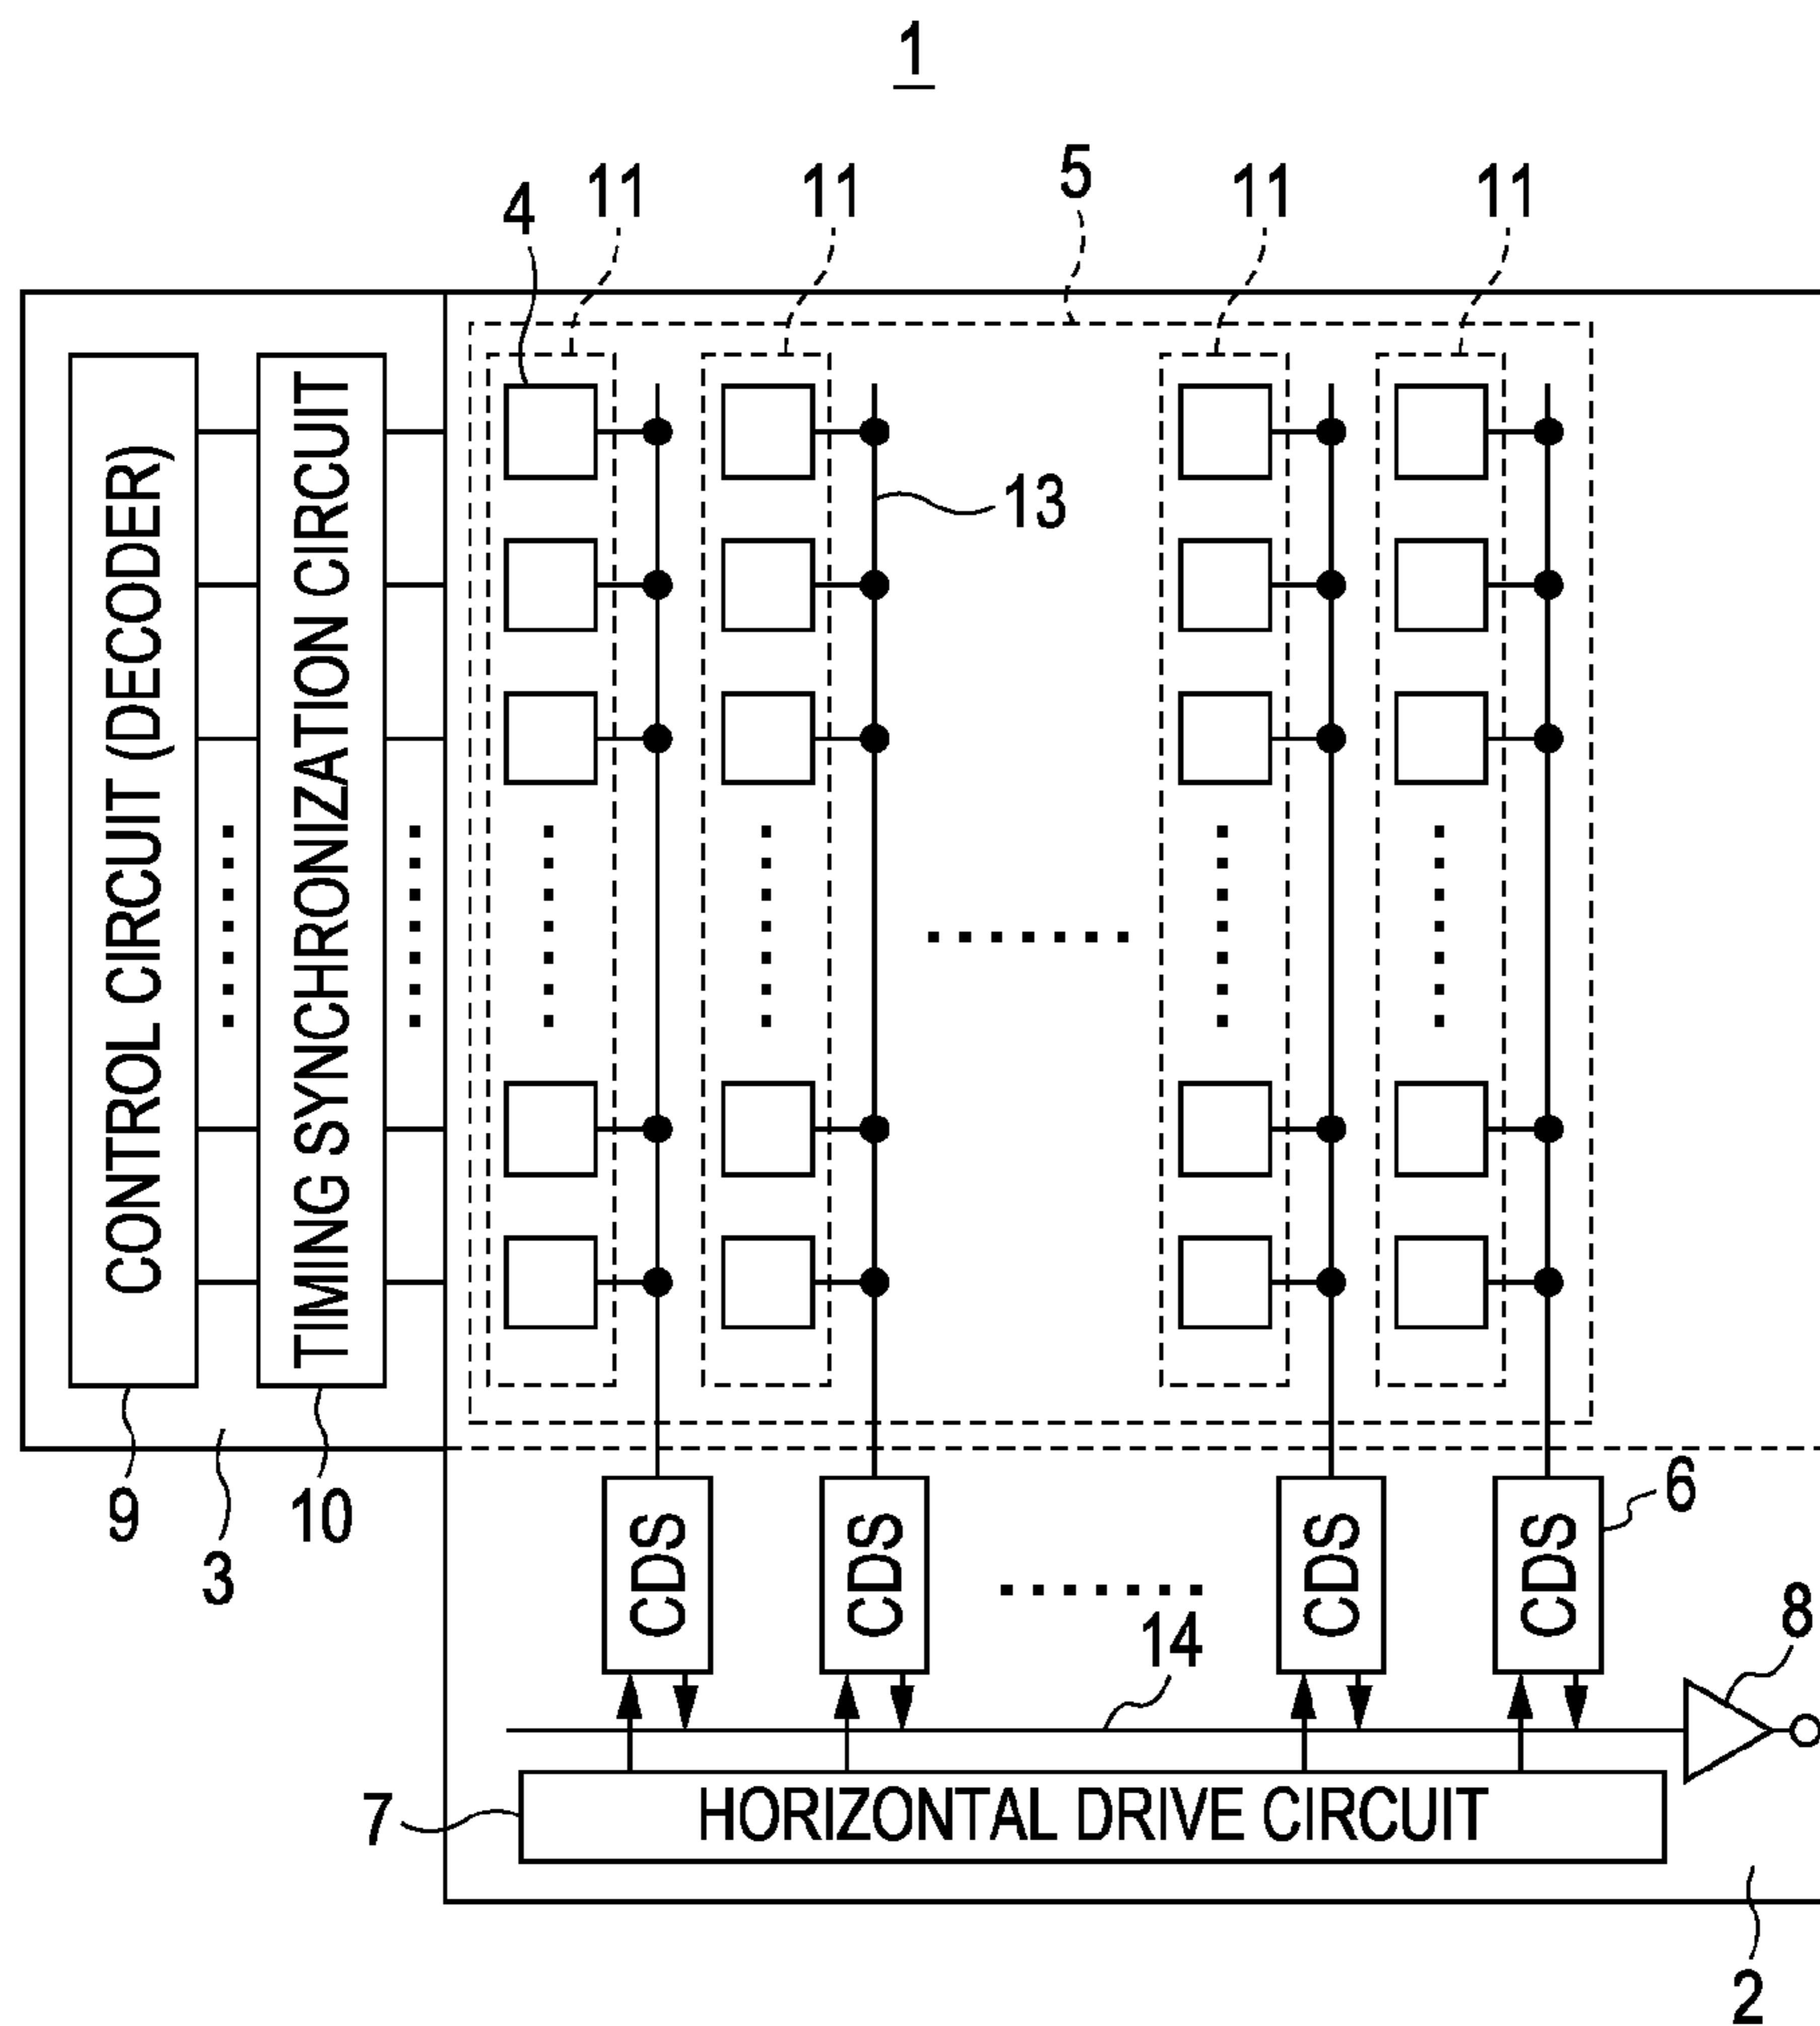 1
5
11
11
11
11
4
13
CONTROL CIRCUIT (DECODER)
TIMING SYNCHRONIZATION CIRCUIT
9
10
3
6
CDS
CDS
CDS
CDS
8
14
7
HORIZONTAL DRIVE CIRCUIT
2